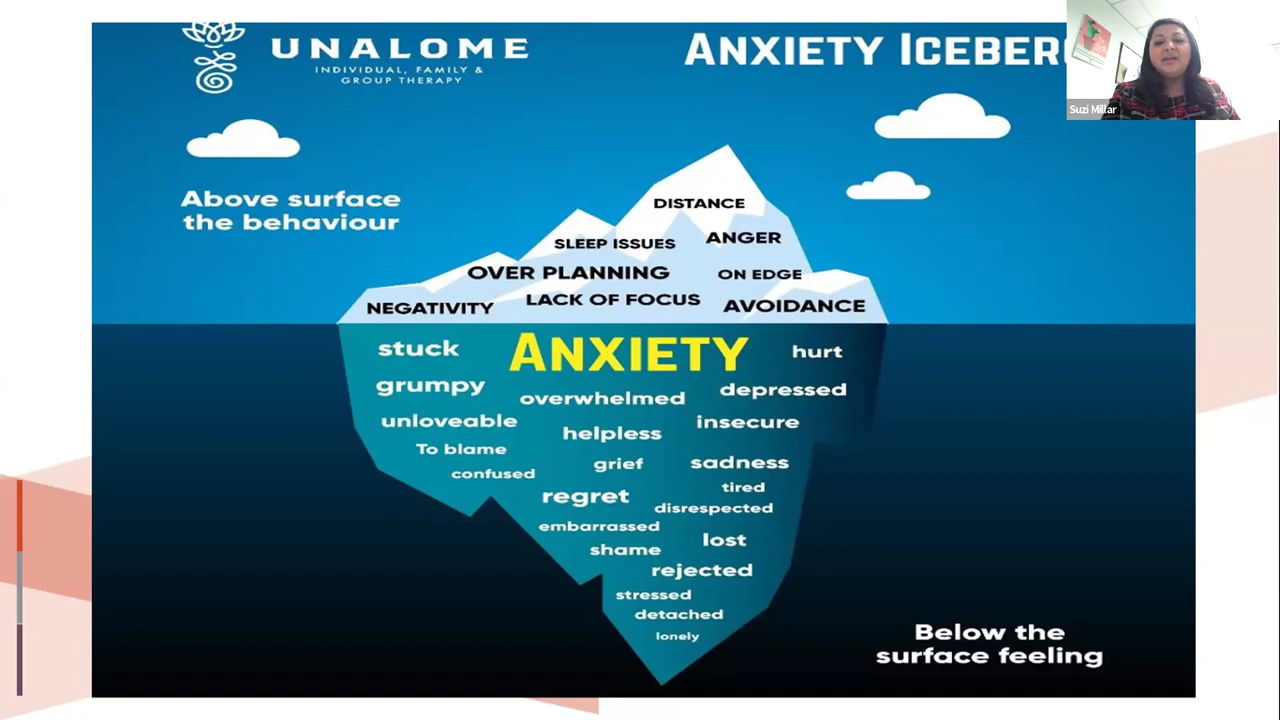 UNALOME
INDIVIDUAL, FAMILY &
GROUP THERAPY
ANXIETY ICEBER
Suzi Millar
Above surface
the behaviour
DISTANCE
SLEEP ISSUES
ANGER
OVER PLANNING
ON EDGE
NEGATIVITY
LACK OF FOCUS
AVOIDANCE
ANXIETY
stuck
hurt
grumpy
overwhelmed
depressed
unloveable
helpless
insecure
To blame
confused
grief
sadness
regret
tired
disrespected
embarrassed
lost
shame
rejected
stressed
detached
lonely
Below the
surface feeling